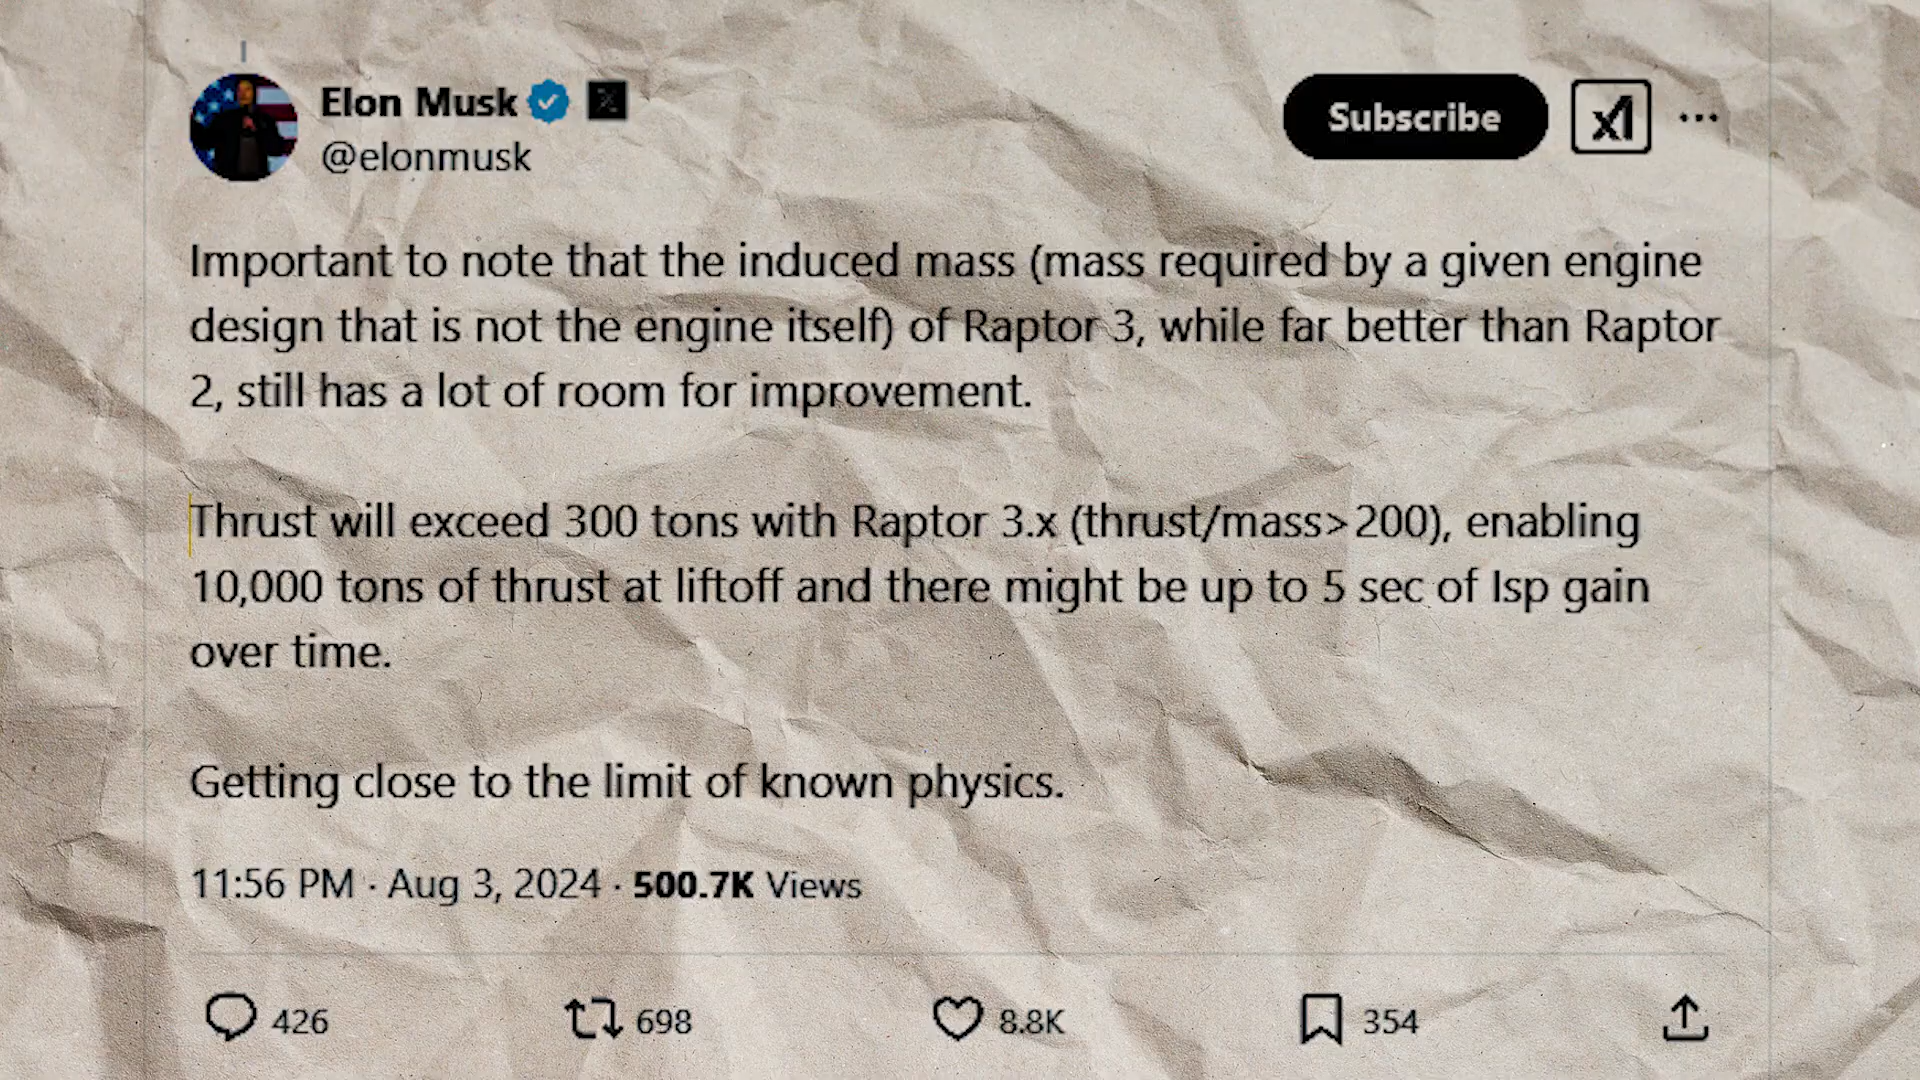 Elon Musk
@elonmusk
Subscribe
Important to note that the induced mass (mass required by a given engine
design that is not the engine itself) of Raptor 3, while far better than Raptor
2, still has a lot of room for improvement.
Thrust will exceed 300 tons with Raptor 3.x (thrust/mass>200), enabling
10,000 tons of thrust at liftoff and there might be up to 5 sec of Isp gain
over time.
Getting close to the limit of known physics.
11:56 PM · Aug 3, 2024 · 500.7K Views
426 698 8.8K 354